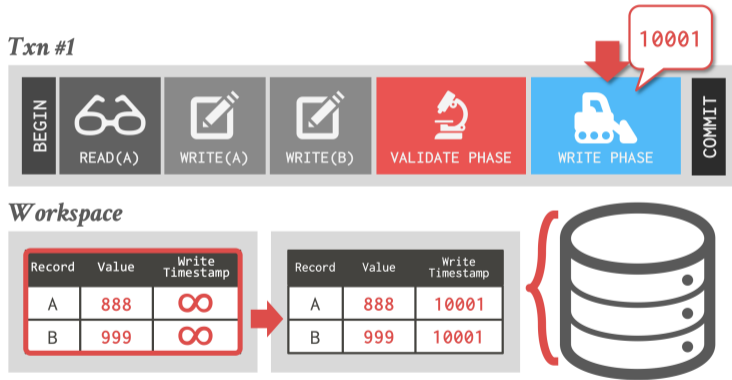 Txn #1
10001
BEGIN
READ(A)
WRITE(A)
WRITE(B)
VALIDATE PHASE
WRITE PHASE
COMMIT
Workspace
Record Value Write Timestamp
A 888 ∞
B 999 ∞
Record Value Write Timestamp
A 888 10001
B 999 10001